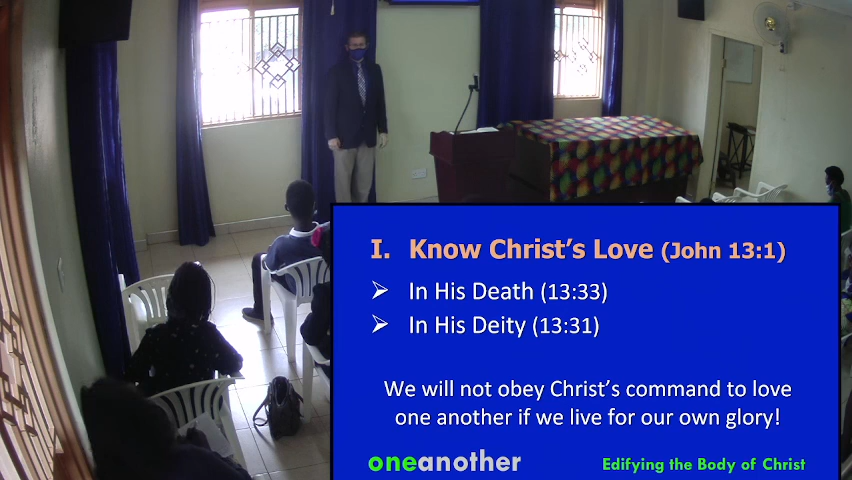 I. Know Christ's Love (John 13:1)
➢ In His Death (13:33)
➢ In His Deity (13:31)
We will not obey Christ's command to love
one another if we live for our own glory!
oneanother
Edifying the Body of Christ